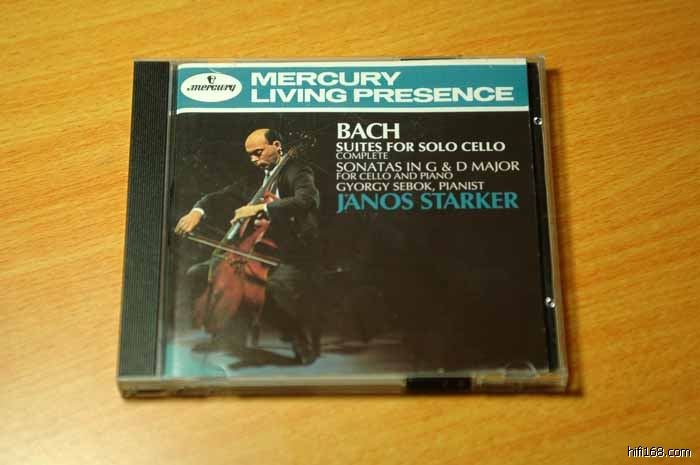 mercury
MERCURY
LIVING PRESENCE
BACH
SUITES FOR SOLO CELLO
COMPLETE
SONATAS IN G & D MAJOR
FOR CELLO AND PIANO
GYORGY SEBOK, PIANIST
JANOS STARKER
hifi168.com